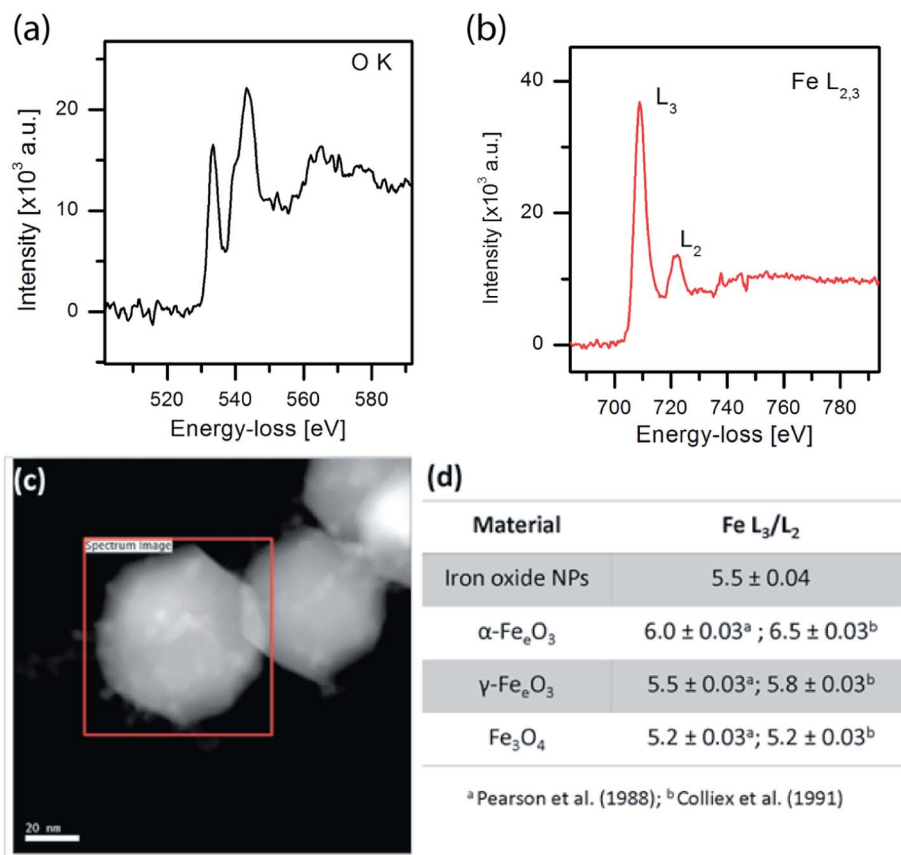 (a)
O K
20
10
0
Intensity [x10³ a.u.]
520 540 560 580
Energy-loss [eV]
(b)
Fe L₂,₃
L₃
L₂
40
20
0
Intensity [x10³ a.u.]
700 720 740 760 780
Energy-loss [eV]
(c)
Spectrum Image
20 nm
(d)
Material Fe L₃/L₂
Iron oxide NPs 5.5 ± 0.04
α-FeₑO₃ 6.0 ± 0.03ᵃ ; 6.5 ± 0.03ᵇ
γ-FeₑO₃ 5.5 ± 0.03ᵃ; 5.8 ± 0.03ᵇ
Fe₃O₄ 5.2 ± 0.03ᵃ; 5.2 ± 0.03ᵇ
ᵃ Pearson et al. (1988); ᵇ Colliex et al. (1991)